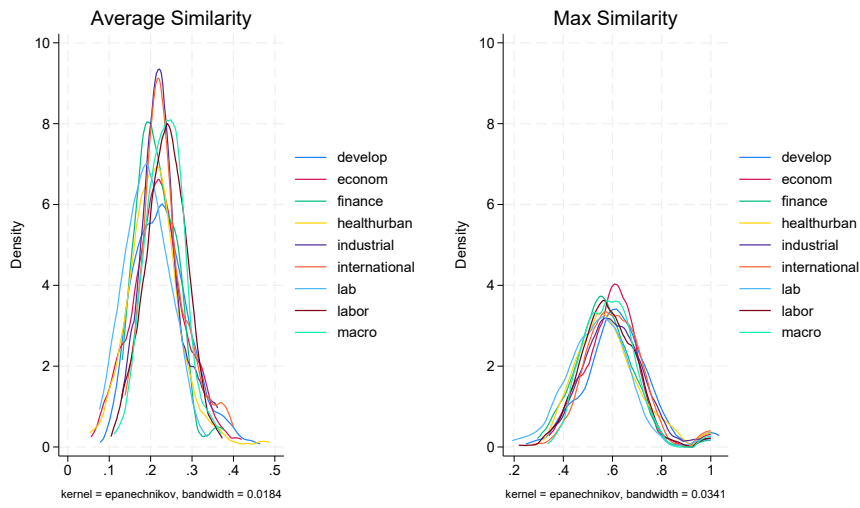 Average Similarity
10
8
6
4
2
0
Density
0 .1 .2 .3 .4 .5
kernel = epanechnikov, bandwidth = 0.0184
develop
econom
finance
healthurban
industrial
international
lab
labor
macro
Max Similarity
10
8
6
4
2
0
Density
.2 .4 .6 .8 1
kernel = epanechnikov, bandwidth = 0.0341
develop
econom
finance
healthurban
industrial
international
lab
labor
macro